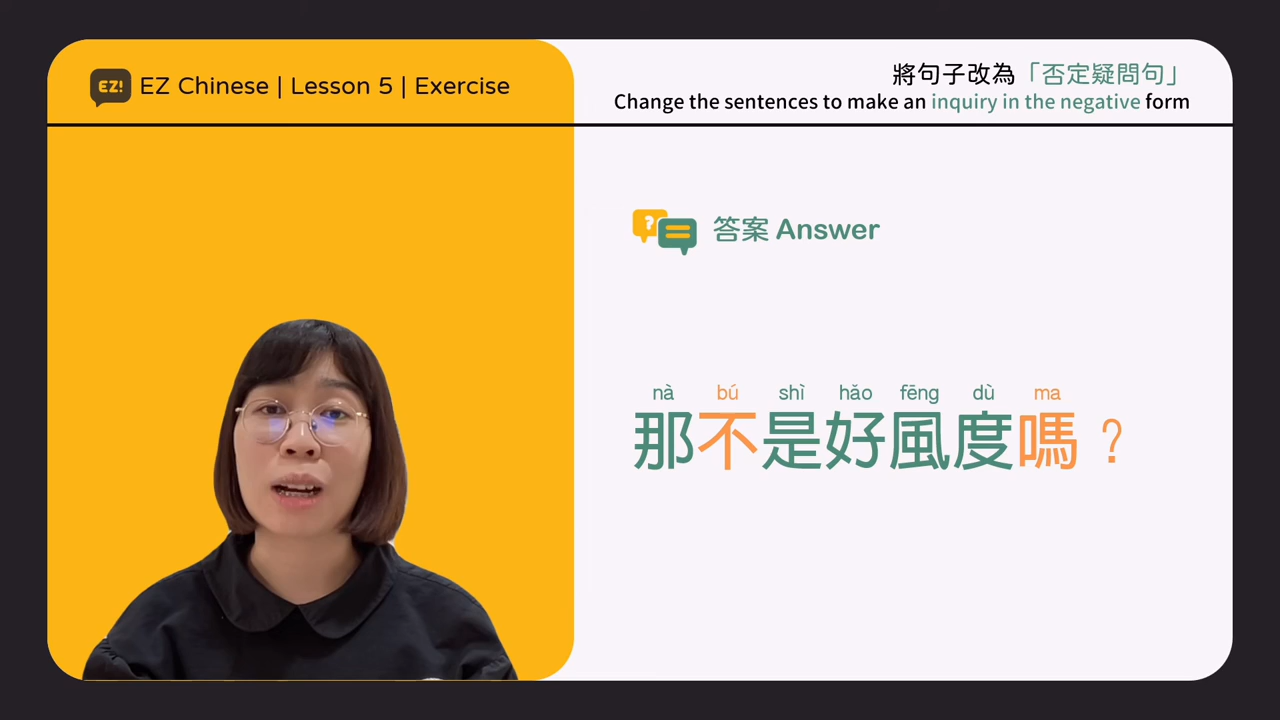 EZ! EZ Chinese | Lesson 5 | Exercise
將句子改為「否定疑問句」
Change the sentences to make an inquiry in the negative form
? 答案 Answer
nà bú shì hǎo fēng dù ma
那不是好風度嗎？